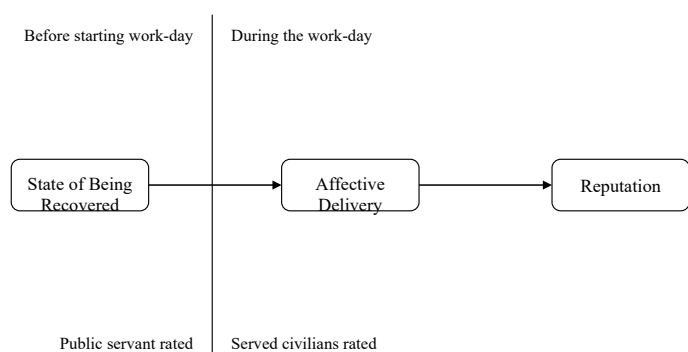 Before starting work-day
During the work-day
State of Being
Recovered
Affective
Delivery
Reputation
Public servant rated
Served civilians rated